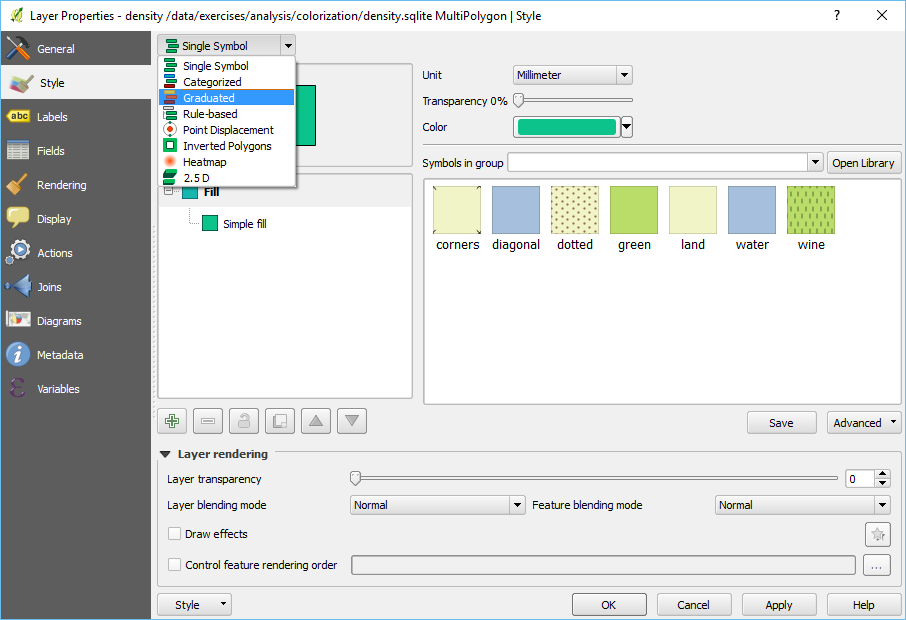 Layer Properties - density /data/exercises/analysis/colorization/density.sqlite MultiPolygon | Style
?
General
Style
abc Labels
Fields
Rendering
Display
Actions
Joins
Diagrams
i Metadata
Variables
Single Symbol
Single Symbol
Categorized
Graduated
Rule-based
Point Displacement
Inverted Polygons
Heatmap
2.5 D
Fill
Simple fill
Unit Millimeter
Transparency 0%
Color
Symbols in group Open Library
corners diagonal dotted green land water wine
Save Advanced
Layer rendering
Layer transparency 0
Layer blending mode Normal Feature blending mode Normal
Draw effects
Control feature rendering order ...
Style OK Cancel Apply Help